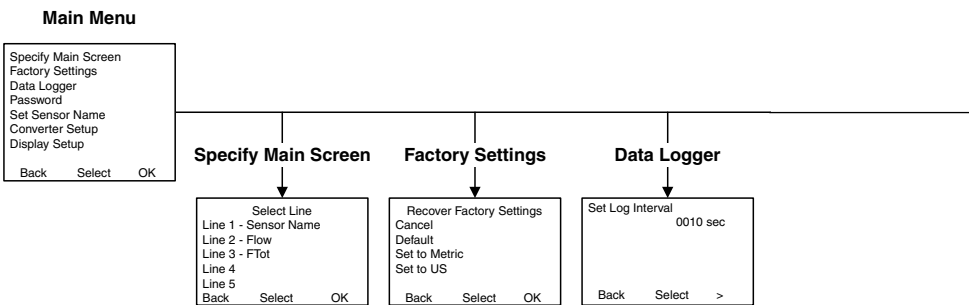 Main Menu
Specify Main Screen
Factory Settings
Data Logger
Password
Set Sensor Name
Converter Setup
Display Setup
Back Select OK
Specify Main Screen
Select Line
Line 1 - Sensor Name
Line 2 - Flow
Line 3 - FTot
Line 4
Line 5
Back Select OK
Factory Settings
Recover Factory Settings
Cancel
Default
Set to Metric
Set to US
Back Select OK
Data Logger
Set Log Interval
0010 sec
Back Select >